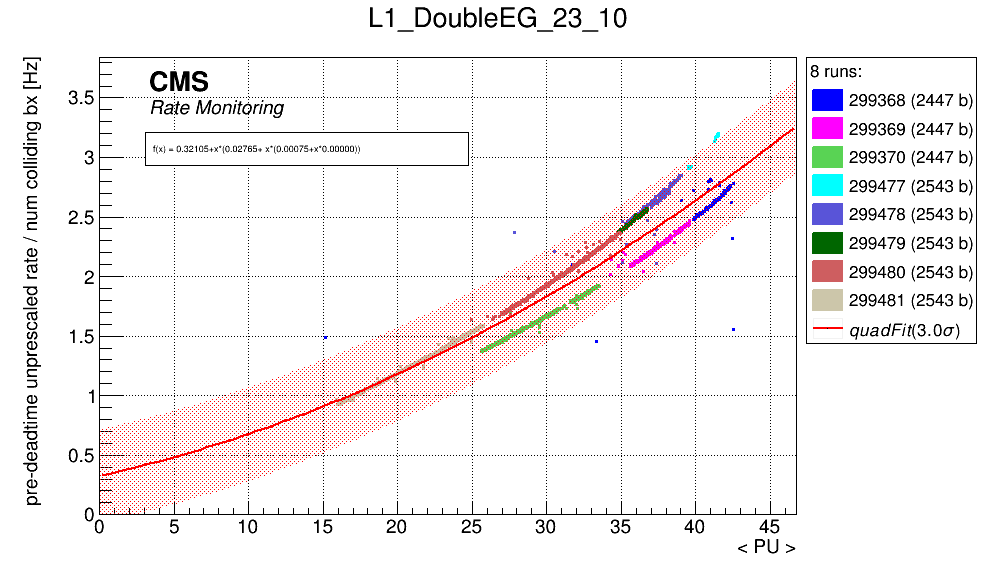 L1_DoubleEG_23_10
pre-deadtime unprescaled rate / num colliding bx [Hz]
CMS
Rate Monitoring
f(x) = 0.32105+x*(0.02765+ x*(0.00075+x*0.00000))
3.5
3
2.5
2
1.5
1
0.5
0
0 5 10 15 20 25 30 35 40 45
< PU >
8 runs:
299368 (2447 b)
299369 (2447 b)
299370 (2447 b)
299477 (2543 b)
299478 (2543 b)
299479 (2543 b)
299480 (2543 b)
299481 (2543 b)
quadFit(3.0σ)